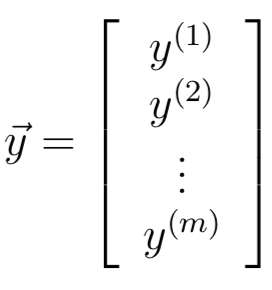 y⃗ = [ y^{(1)}
y^{(2)}
⋮
y^{(m)} ]